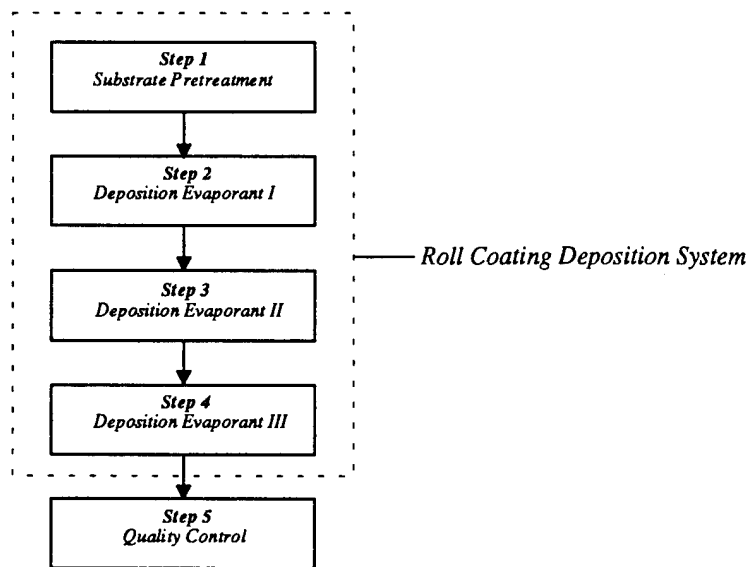 Step 1
Substrate Pretreatment
Step 2
Deposition Evaporant I
Step 3
Deposition Evaporant II
Roll Coating Deposition System
Step 4
Deposition Evaporant III
Step 5
Quality Control